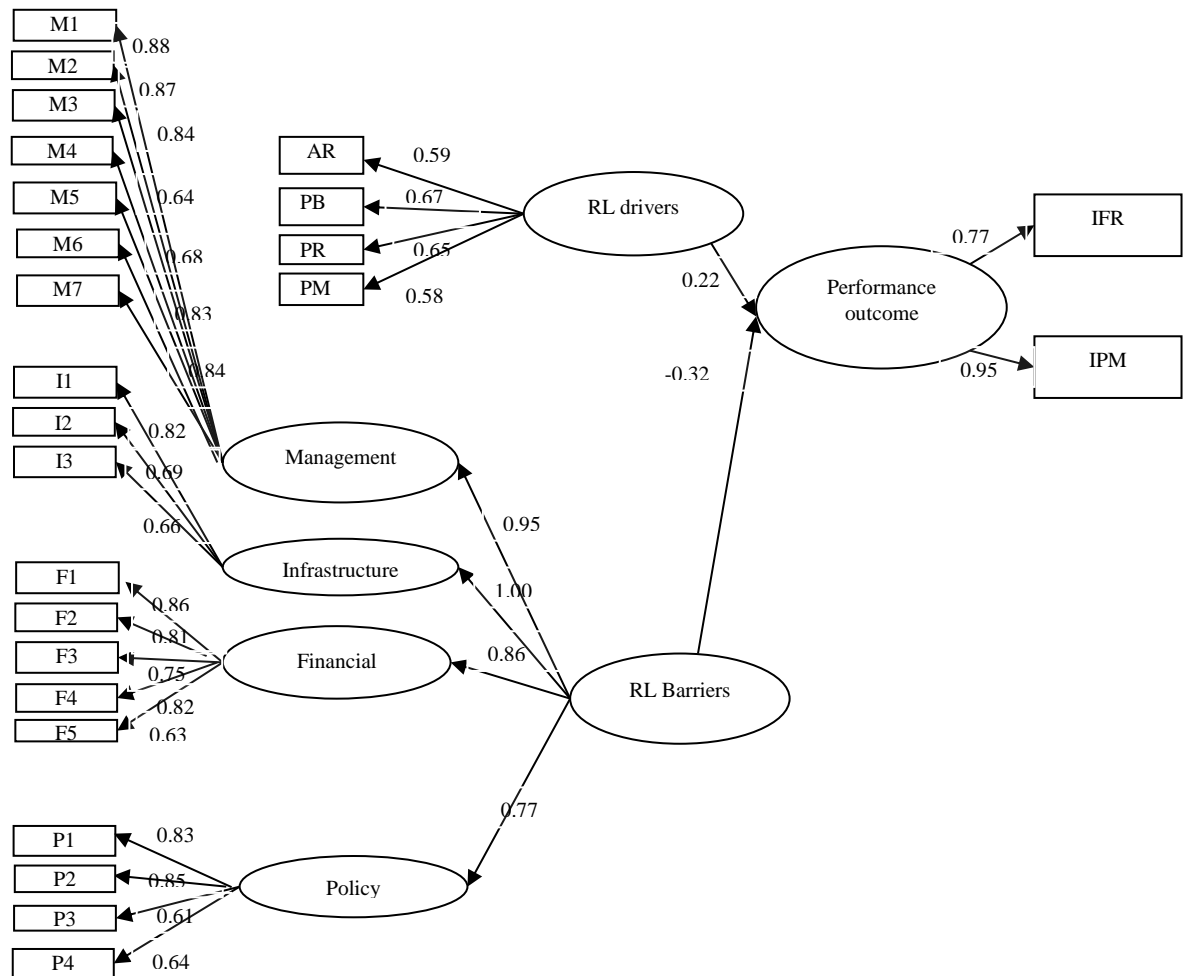 M1
0.88
M2
0.87
M3
0.84
M4
0.64
M5
0.68
M6
0.83
M7
0.84
AR
0.59
PB
0.67
PR
0.65
PM
0.58
RL drivers
0.22
Performance
outcome
0.77
IFR
0.95
IPM
-0.32
I1
0.82
I2
0.69
I3
0.66
Management
0.95
Infrastructure
1.00
F1
0.86
F2
0.81
F3
0.75
F4
0.82
F5
0.63
Financial
0.86
RL Barriers
0.77
P1
0.83
P2
0.85
P3
0.61
P4
0.64
Policy